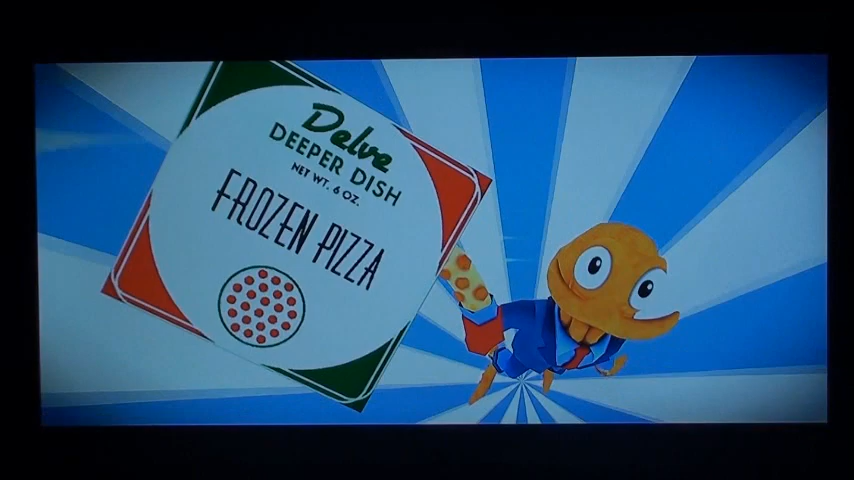 Delve
DEEPER DISH
NET WT. 6 OZ.
FROZEN PIZZA